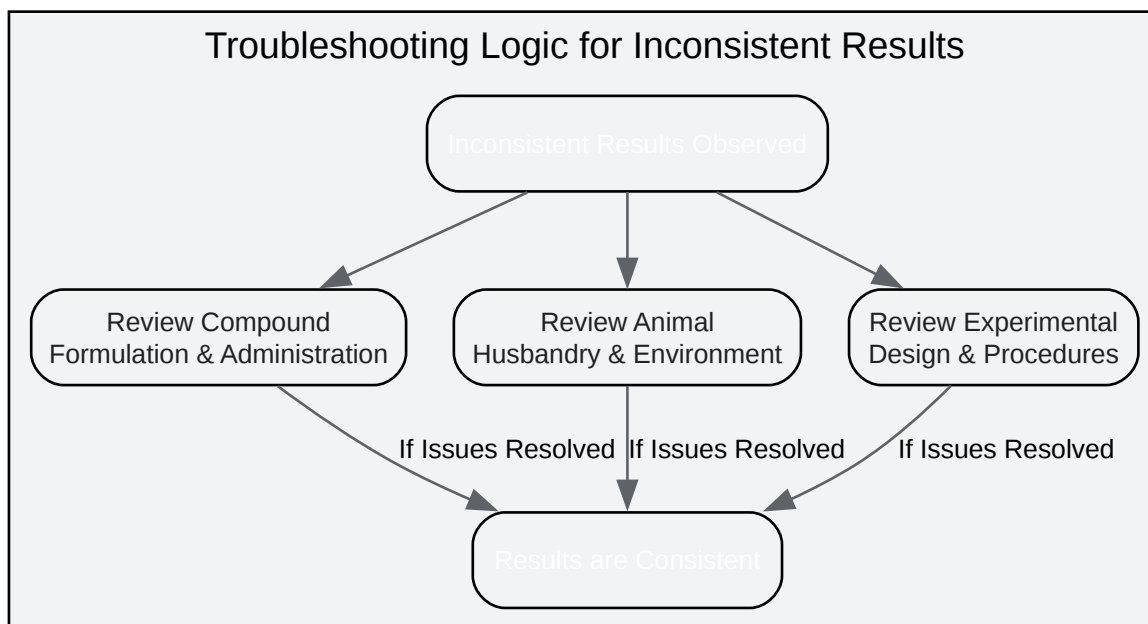 Troubleshooting Logic for Inconsistent Results
Inconsistent Results Observed
Review Compound
Formulation & Administration
Review Animal
Husbandry & Environment
Review Experimental
Design & Procedures
If Issues Resolved
If Issues Resolved
If Issues Resolved
Results are Consistent